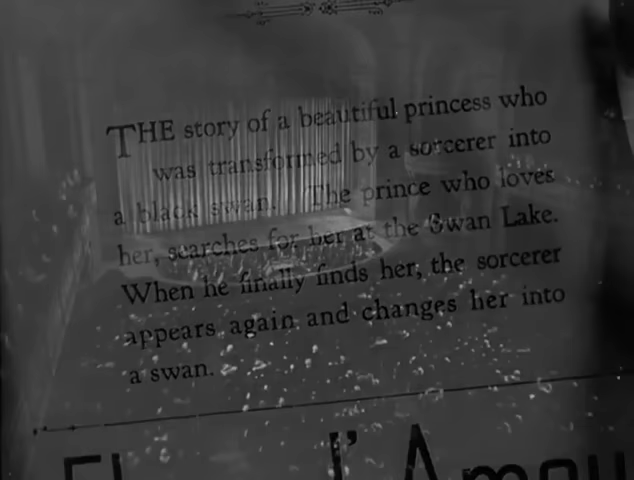 THE story of a beautiful princess who
was transformed by a sorcerer into
a black swan. The prince who loves
her, searches for her at the Swan Lake.
When he finally finds her, the sorcerer
appears again and changes her into
a swan.
l'Amou